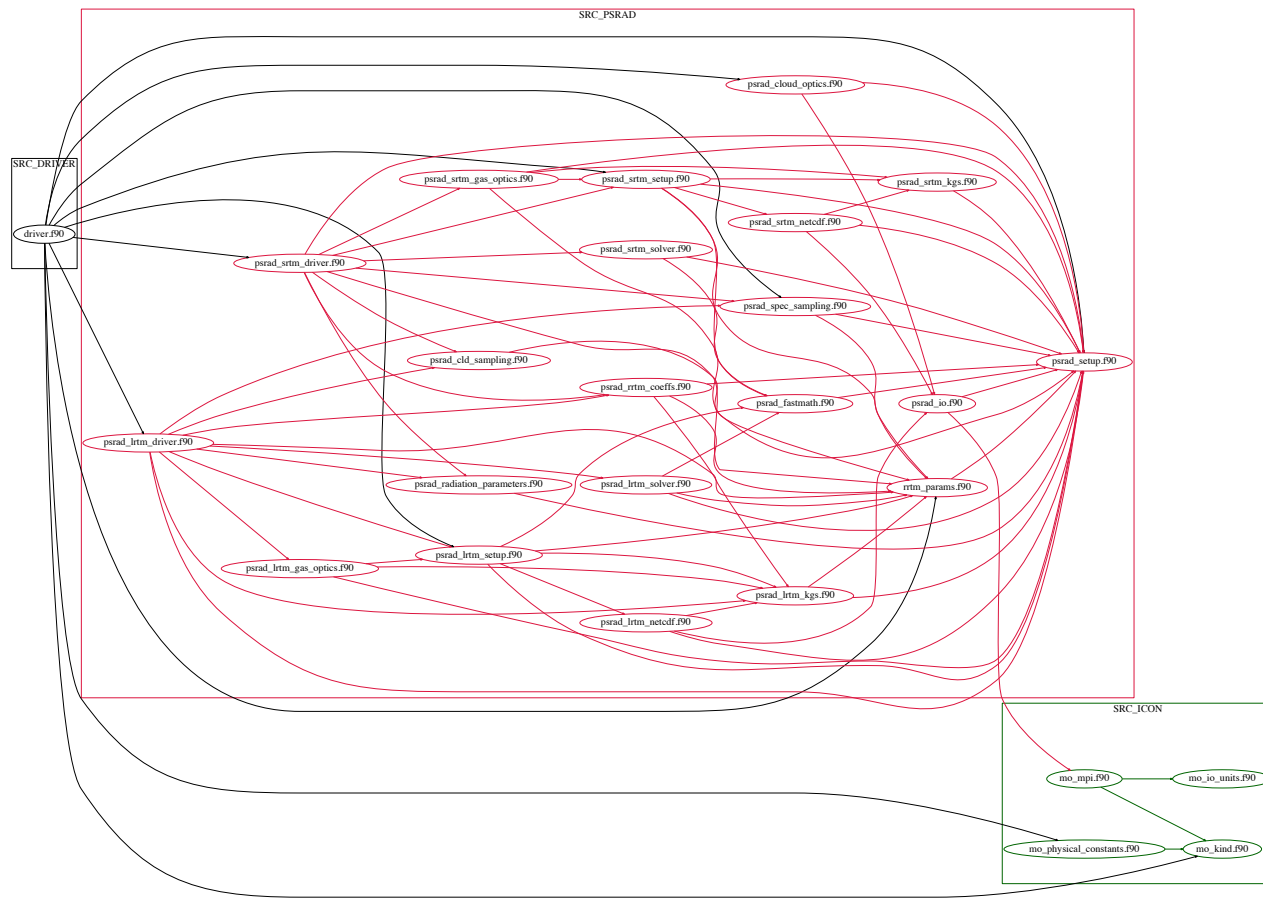 SRC_PSRAD
psrad_cloud_optics.f90
SRC_DRIVER
psrad_srtm_gas_optics.f90
psrad_srtm_setup.f90
psrad_srtm_kgs.f90
psrad_srtm_netcdf.f90
driver.f90
psrad_srtm_solver.f90
psrad_srtm_driver.f90
psrad_spec_sampling.f90
psrad_cld_sampling.f90
psrad_setup.f90
psrad_rrtm_coeffs.f90
psrad_fastmath.f90
psrad_io.f90
psrad_lrtm_driver.f90
psrad_radiation_parameters.f90
psrad_lrtm_solver.f90
rrtm_params.f90
psrad_lrtm_setup.f90
psrad_lrtm_gas_optics.f90
psrad_lrtm_kgs.f90
psrad_lrtm_netcdf.f90
SRC_ICON
mo_mpi.f90
mo_io_units.f90
mo_physical_constants.f90
mo_kind.f90